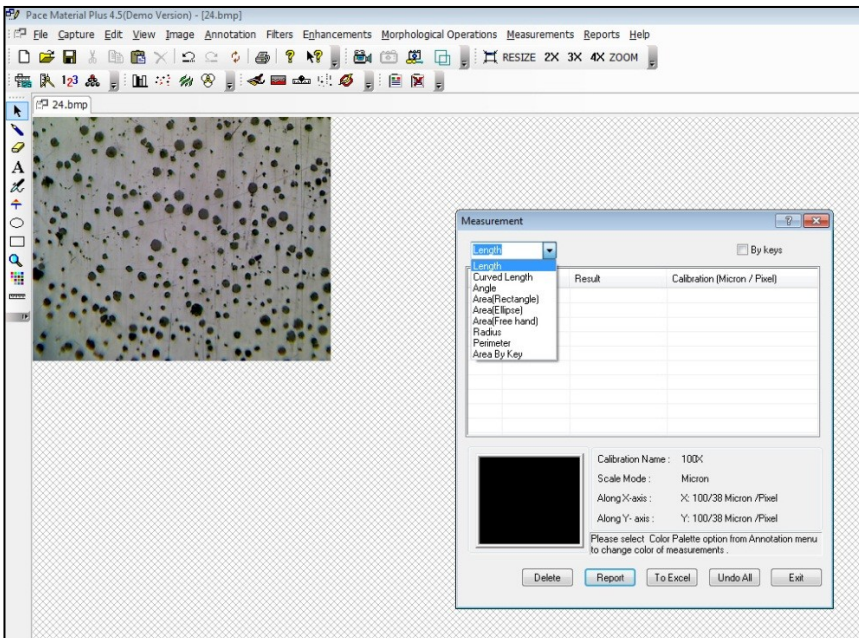 Pace Material Plus 4.5(Demo Version) - [24.bmp]
File Capture Edit View Image Annotation Filters Enhancements Morphological Operations Measurements Reports Help
RESIZE 2X 3X 4X ZOOM
123
24.bmp
A
Measurement
Length
By keys
Result Calibration (Micron / Pixel)
Length
Curved Length
Angle
Area(Rectangle)
Area(Ellipse)
Area(Free hand)
Radius
Perimeter
Area By Key
Calibration Name : 100X
Scale Mode : Micron
Along X-axis : X: 100/38 Micron /Pixel
Along Y- axis : Y: 100/38 Micron /Pixel
Please select Color Palette option from Annotation menu
to change color of measurements .
Delete Report To Excel Undo All Exit